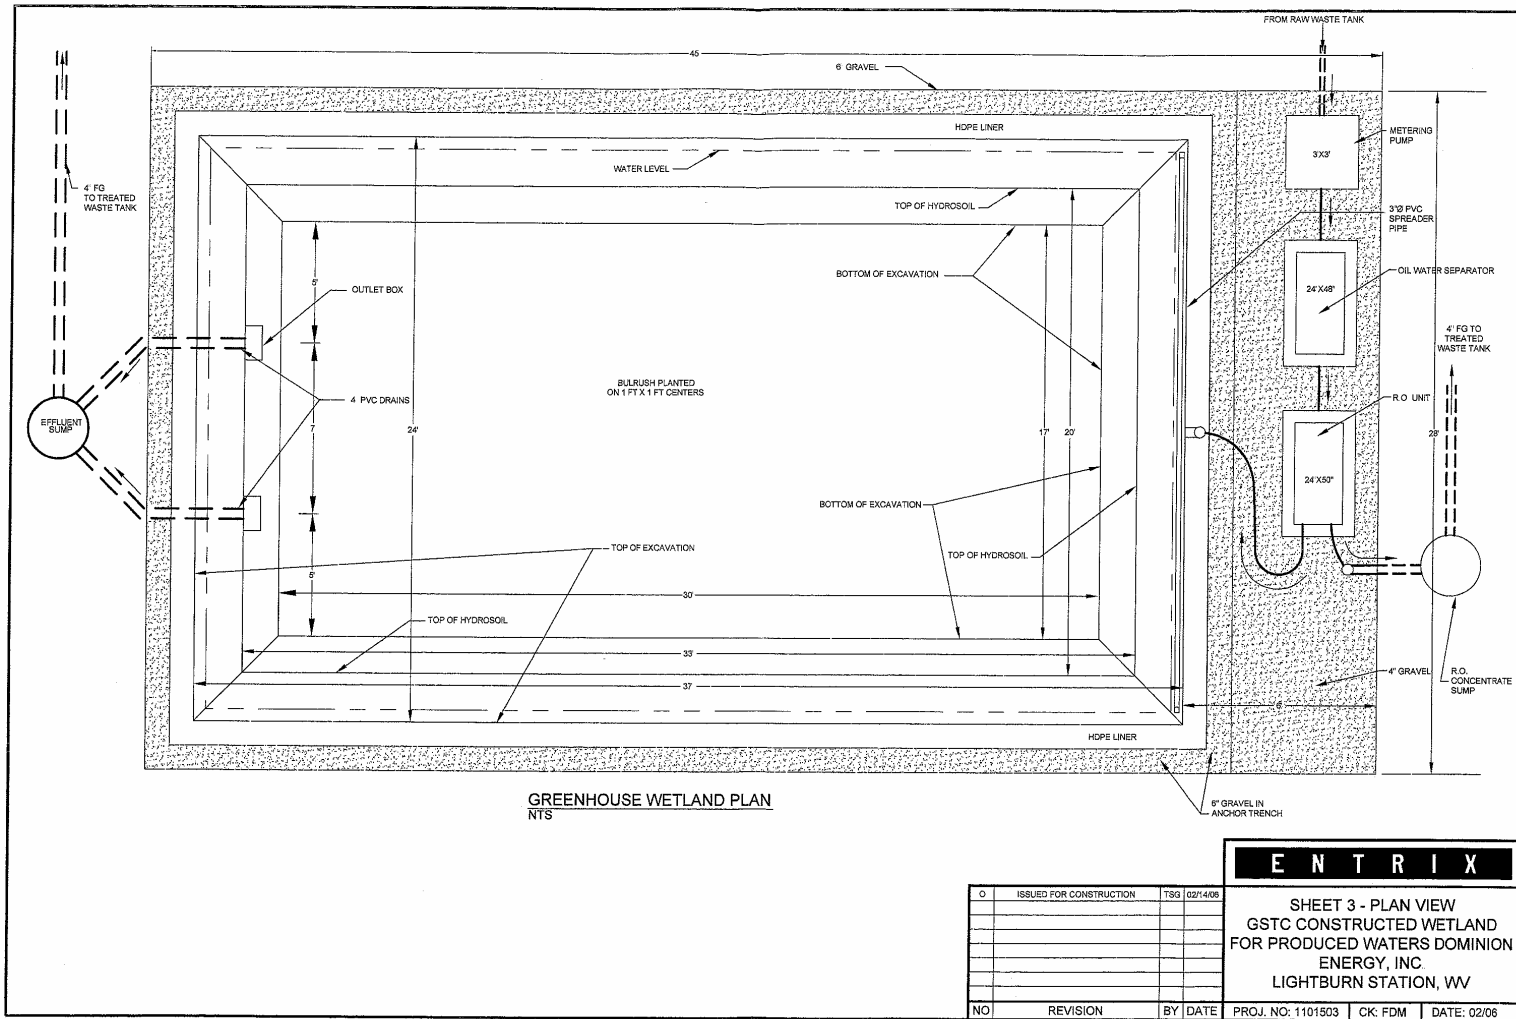 FROM RAW WASTE TANK
45
6 GRAVEL
HDPE LINER
METERING
PUMP
3'X3'
WATER LEVEL
4' FG
TO TREATED
WASTE TANK
TOP OF HYDROSOIL
3"Ø PVC
SPREADER
PIPE
BOTTOM OF EXCAVATION
OIL WATER SEPARATOR
5'
OUTLET BOX
24'X48"
4" FG TO
TREATED
WASTE TANK
BULRUSH PLANTED
ON 1 FT X 1 FT CENTERS
4 PVC DRAINS
R.O UNIT
EFFLUENT
SUMP
7
24'
17'
20'
28'
24'X50"
BOTTOM OF EXCAVATION
TOP OF EXCAVATION
TOP OF HYDROSOIL
5'
30'
TOP OF HYDROSOIL
33'
37
4" GRAVEL
R.O.
CONCENTRATE
SUMP
6'
HDPE LINER
GREENHOUSE WETLAND PLAN
NTS
6" GRAVEL IN
ANCHOR TRENCH
ENTRIX
O ISSUED FOR CONSTRUCTION TSG 02/14/06
SHEET 3 - PLAN VIEW
GSTC CONSTRUCTED WETLAND
FOR PRODUCED WATERS DOMINION
ENERGY, INC.
LIGHTBURN STATION, WV
NO REVISION BY DATE
PROJ. NO: 1101503 CK: FDM DATE: 02/06